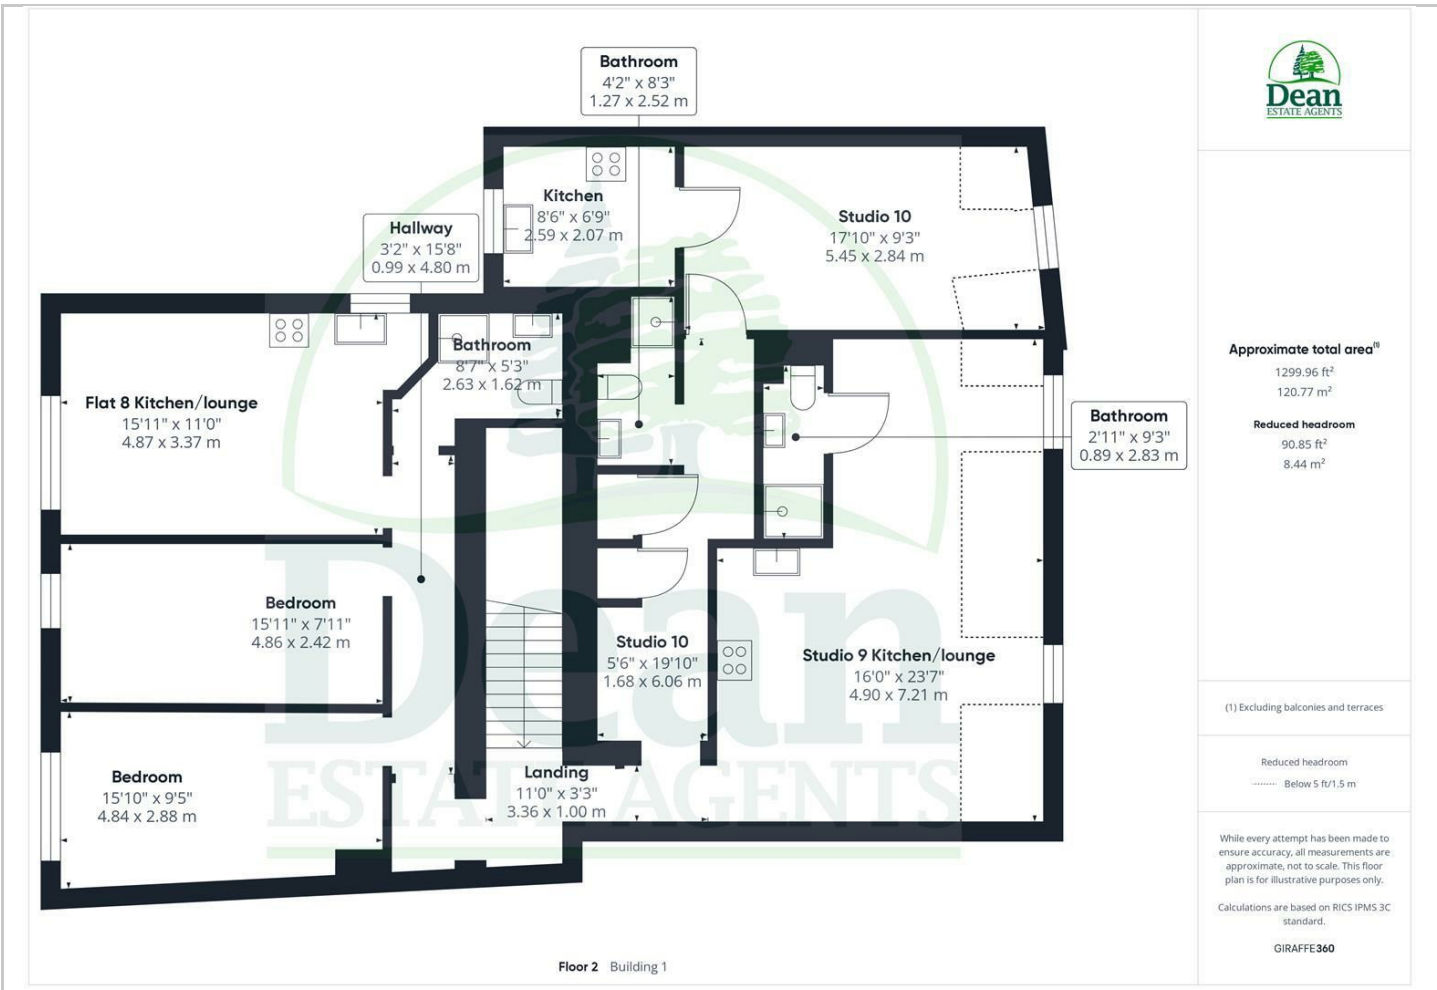 Bathroom
4'2" x 8'3"
1.27 x 2.52 m
Dean
ESTATE AGENTS
Kitchen
8'6" x 6'9"
2.59 x 2.07 m
Studio 10
17'10" x 9'3"
5.45 x 2.84 m
Hallway
3'2" x 15'8"
0.99 x 4.80 m
Bathroom
8'7" x 5'3"
2.63 x 1.62 m
Flat 8 Kitchen/lounge
15'11" x 11'0"
4.87 x 3.37 m
Bathroom
2'11" x 9'3"
0.89 x 2.83 m
Bedroom
15'11" x 7'11"
4.86 x 2.42 m
Studio 10
5'6" x 19'10"
1.68 x 6.06 m
Studio 9 Kitchen/lounge
16'0" x 23'7"
4.90 x 7.21 m
Bedroom
15'10" x 9'5"
4.84 x 2.88 m
Landing
11'0" x 3'3"
3.36 x 1.00 m
Dean
ESTATE AGENTS
Floor 2 Building 1
Approximate total area(1)
1299.96 ft²
120.77 m²
Reduced headroom
90.85 ft²
8.44 m²
(1) Excluding balconies and terraces
Reduced headroom
Below 5 ft/1.5 m
While every attempt has been made to
ensure accuracy, all measurements are
approximate, not to scale. This floor
plan is for illustrative purposes only.
Calculations are based on RICS IPMS 3C
standard.
GIRAFFE360